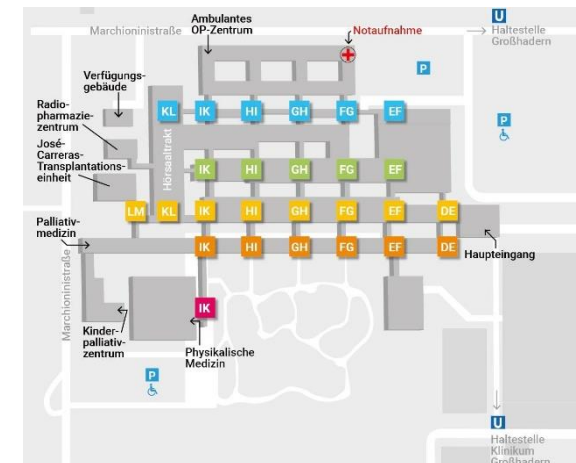 Ambulantes
OP-Zentrum
Marchioninistraße
Notaufnahme
U
Haltestelle
Großhadern
P
Verfügungs-
gebäude
Radio-
pharmazie-
zentrum
José-
Carreras-
Transplantations-
einheit
Hörsaaltrakt
KL IK HI GH FG EF
P
IK HI GH FG EF
LM KL IK HI GH FG EF DE
Palliativ-
medizin
IK HI GH FG EF DE
Haupteingang
Marchioninistraße
IK
Kinder-
palliativ-
zentrum
Physikalische
Medizin
P
U
Haltestelle
Klinikum
Großhadern